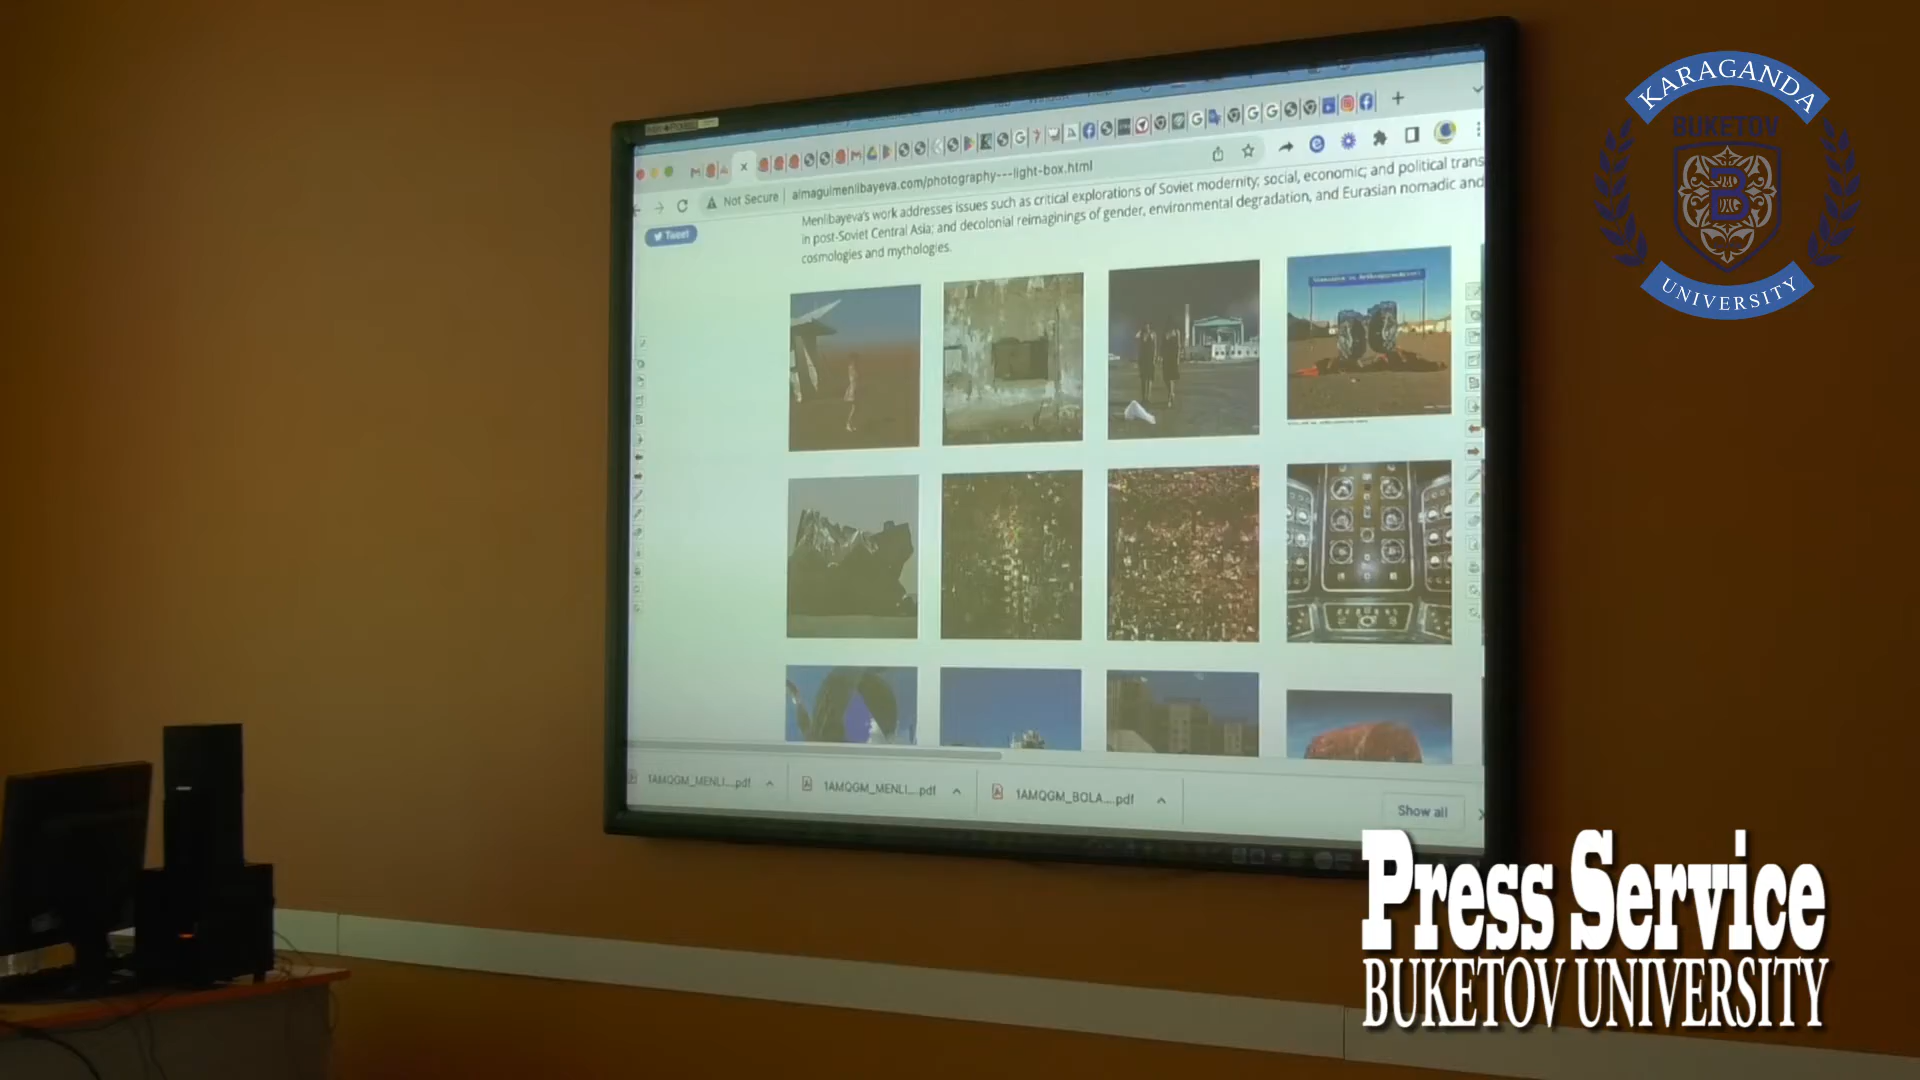 KARAGANDA
BUKETOV
UNIVERSITY
Not Secure
almagulmenlibayeva.com/photography---light-box.html
Tweet
Menlibayeva's work addresses issues such as critical explorations of Soviet modernity; social, economic, and political trans
in post-Soviet Central Asia; and decolonial reimaginings of gender, environmental degradation, and Eurasian nomadic and
cosmologies and mythologies.
1AMQGM_MENLI....pdf
1AMQGM_MENLI....pdf
1AMQGM_BOLA....pdf
Show all
Press Service
BUKETOV UNIVERSITY